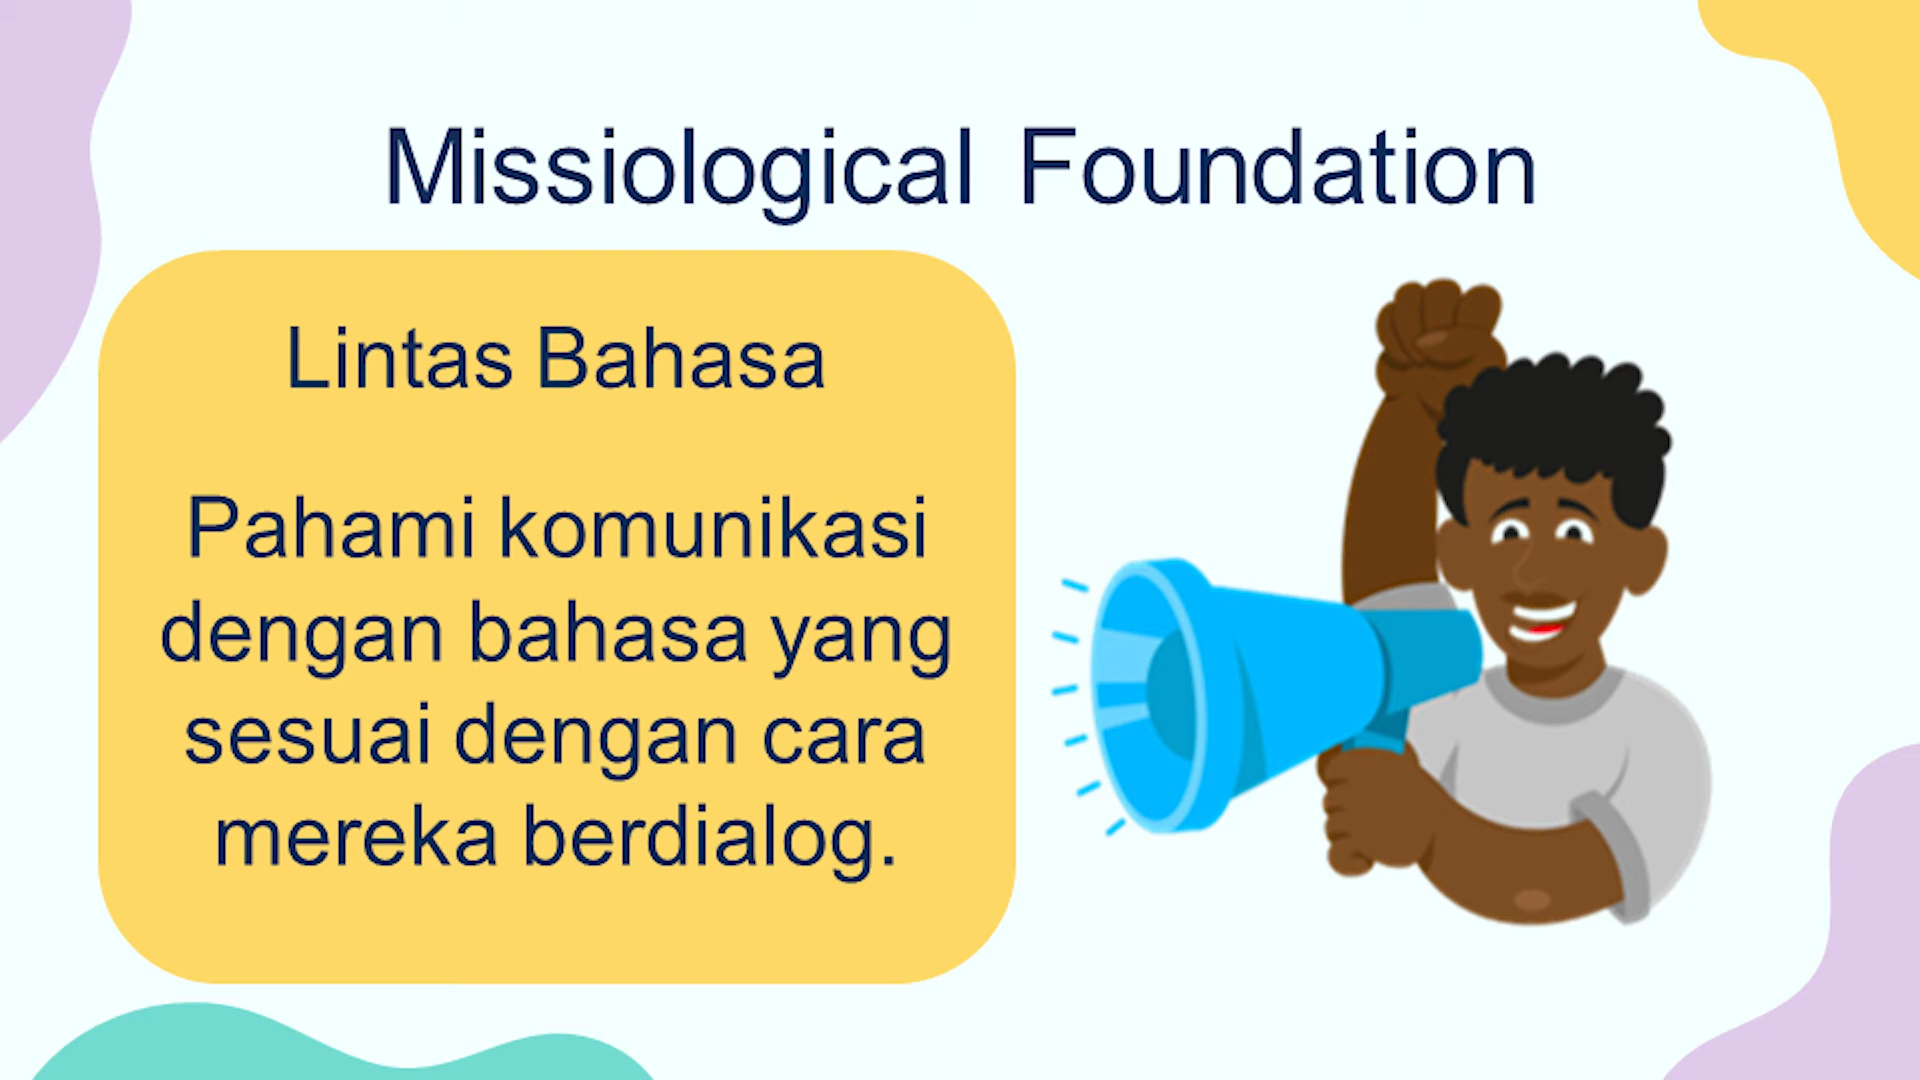 Missiological Foundation
Lintas Bahasa
Pahami komunikasi
dengan bahasa yang
sesuai dengan cara
mereka berdialog.